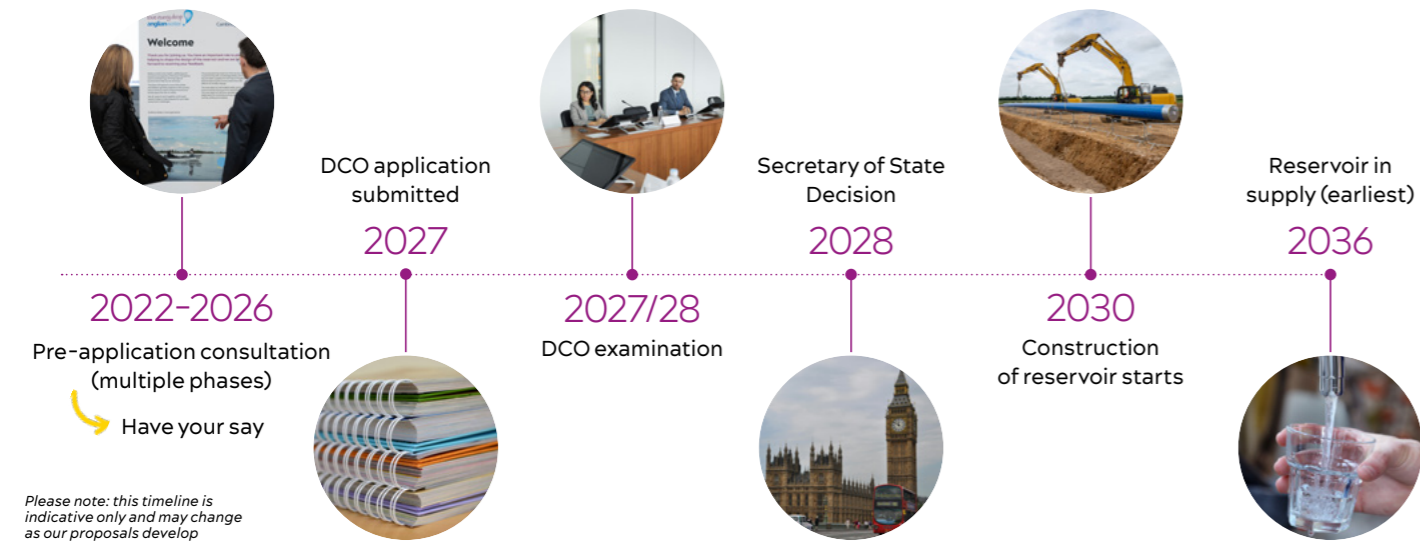 anglianwater
Welcome
DCO application
submitted
2027
Secretary of State
Decision
2028
Reservoir in
supply (earliest)
2036
2022–2026
Pre-application consultation
(multiple phases)
Have your say
2027/28
DCO examination
2030
Construction
of reservoir starts
Please note: this timeline is
indicative only and may change
as our proposals develop